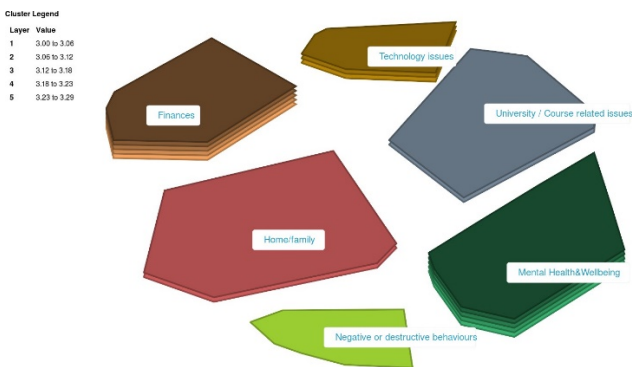 Cluster Legend
Layer Value
1 3.00 to 3.06
2 3.06 to 3.12
3 3.12 to 3.18
4 3.18 to 3.23
5 3.23 to 3.29
Technology issues
Finances
University / Course related issues
Home/family
Mental Health&Wellbeing
Negative or destructive behaviours